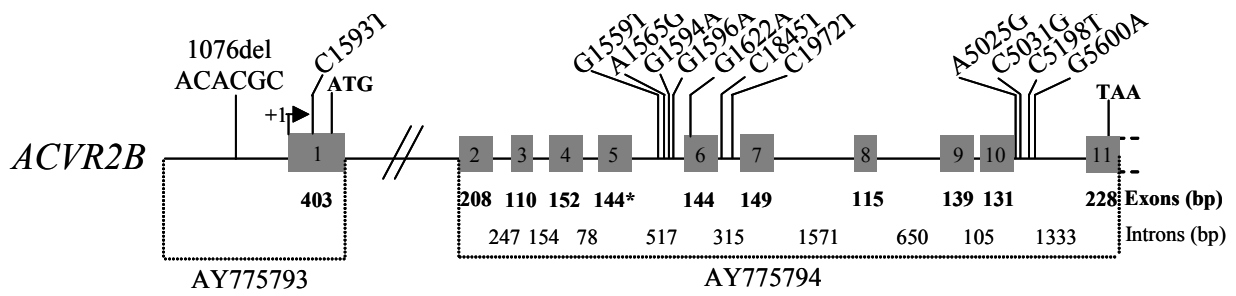 1076del
ACACGC
C1593T
G1559T
A1565G
G1594A
G1596A
G1622A
C1845T
C1972T
A5025G
C5031G
C5198T
G5600A
+1
ATG
TAA
ACVR2B
1 2 3 4 5 6 7 8 9 10 11
403 208 110 152 144* 144 149 115 139 131 228 Exons (bp)
247 154 78 517 315 1571 650 105 1333 Introns (bp)
AY775793 AY775794